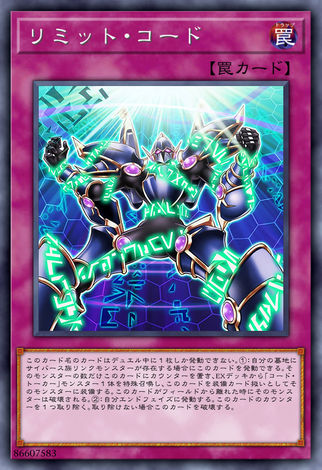 リミット・コード
トラップ
罠
【罠カード】
このカード名のカードはデュエル中に1枚しか発動できない。①:自分の墓地に
サイバース族リンクモンスターが存在する場合にこのカードを発動できる。そ
のモンスターの数だけこのカードにカウンターを置き、EXデッキから「コード・
トーカー」モンスター1体を特殊召喚し、このカードを装備カード扱いとしてそ
のモンスターに装備する。このカードがフィールドから離れた時にそのモンス
ターは破壊される。②:自分エンドフェイズに発動する。このカードのカウンタ
ーを1つ取り除く。取り除けない場合このカードを破壊する。
86607583